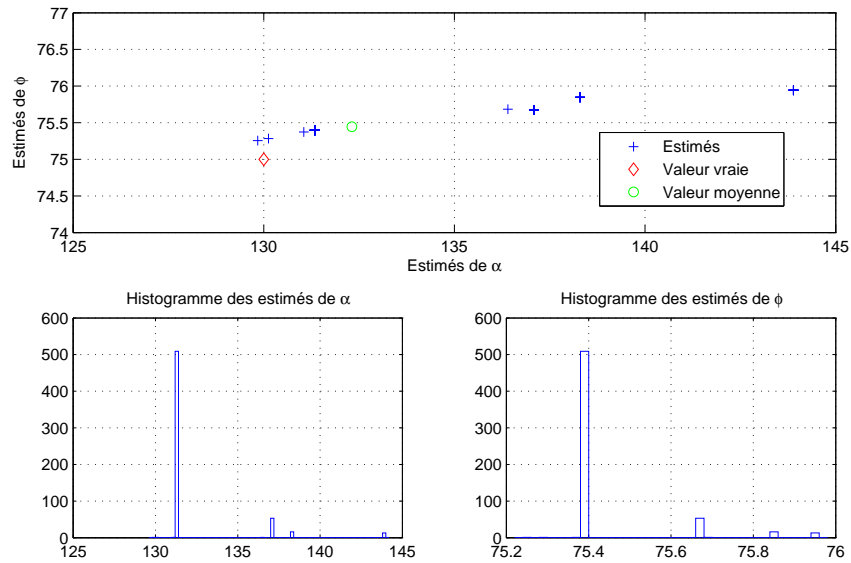 77
76
75.5
75
74.5
74
Estimés de ϕ
125 130 135 140 145
Estimés de α
Estimés
Valeur vraie
Valeur moyenne
Histogramme des estimés de α
600
500
400
300
200
100
0
125 130 135 140 145
Histogramme des estimés de ϕ
600
500
400
300
200
100
0
75.2 75.4 75.6 75.8 76